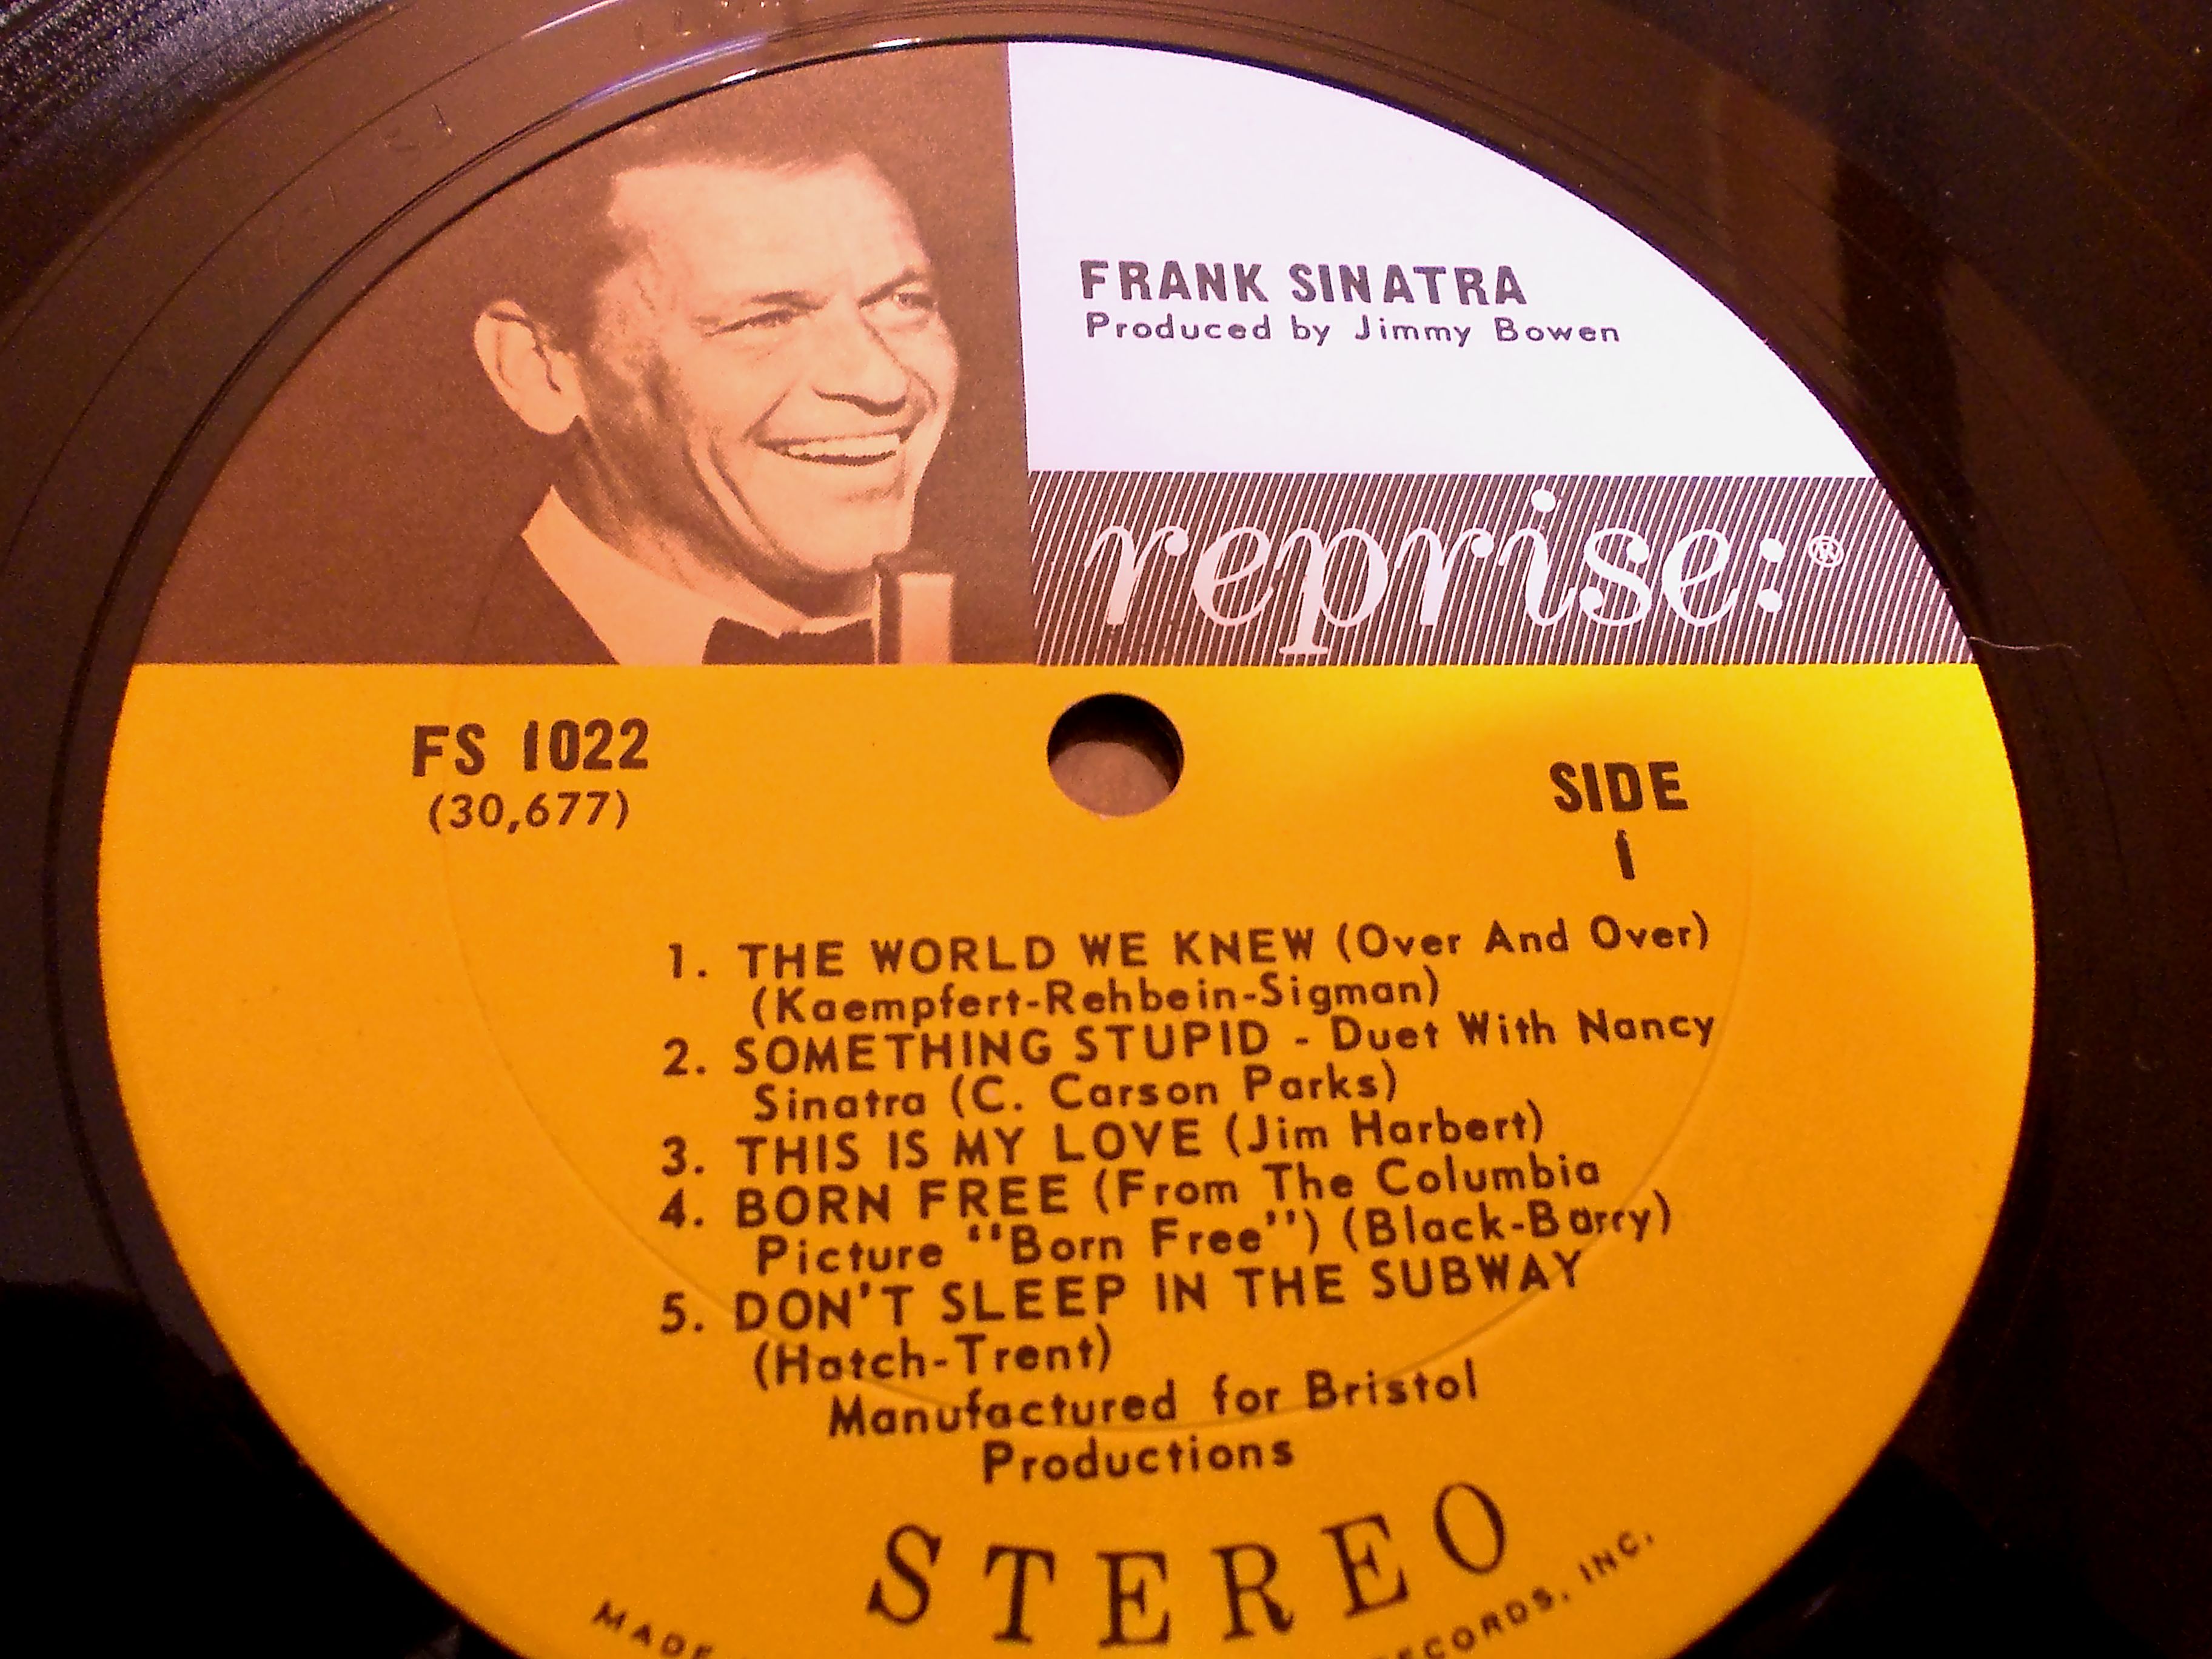 FRANK SINATRA
Produced by Jimmy Bowen
reprise:®
FS 1022
(30,677)
SIDE
1
1. THE WORLD WE KNEW (Over And Over)
(Kaempfert-Rehbein-Sigman)
2. SOMETHING STUPID - Duet With Nancy
Sinatra (C. Carson Parks)
3. THIS IS MY LOVE (Jim Harbert)
4. BORN FREE (From The Columbia
Picture "Born Free") (Black-Barry)
5. DON'T SLEEP IN THE SUBWAY
(Hatch-Trent)
Manufactured for Bristol
Productions
STEREO
MADE
RECORDS, INC.